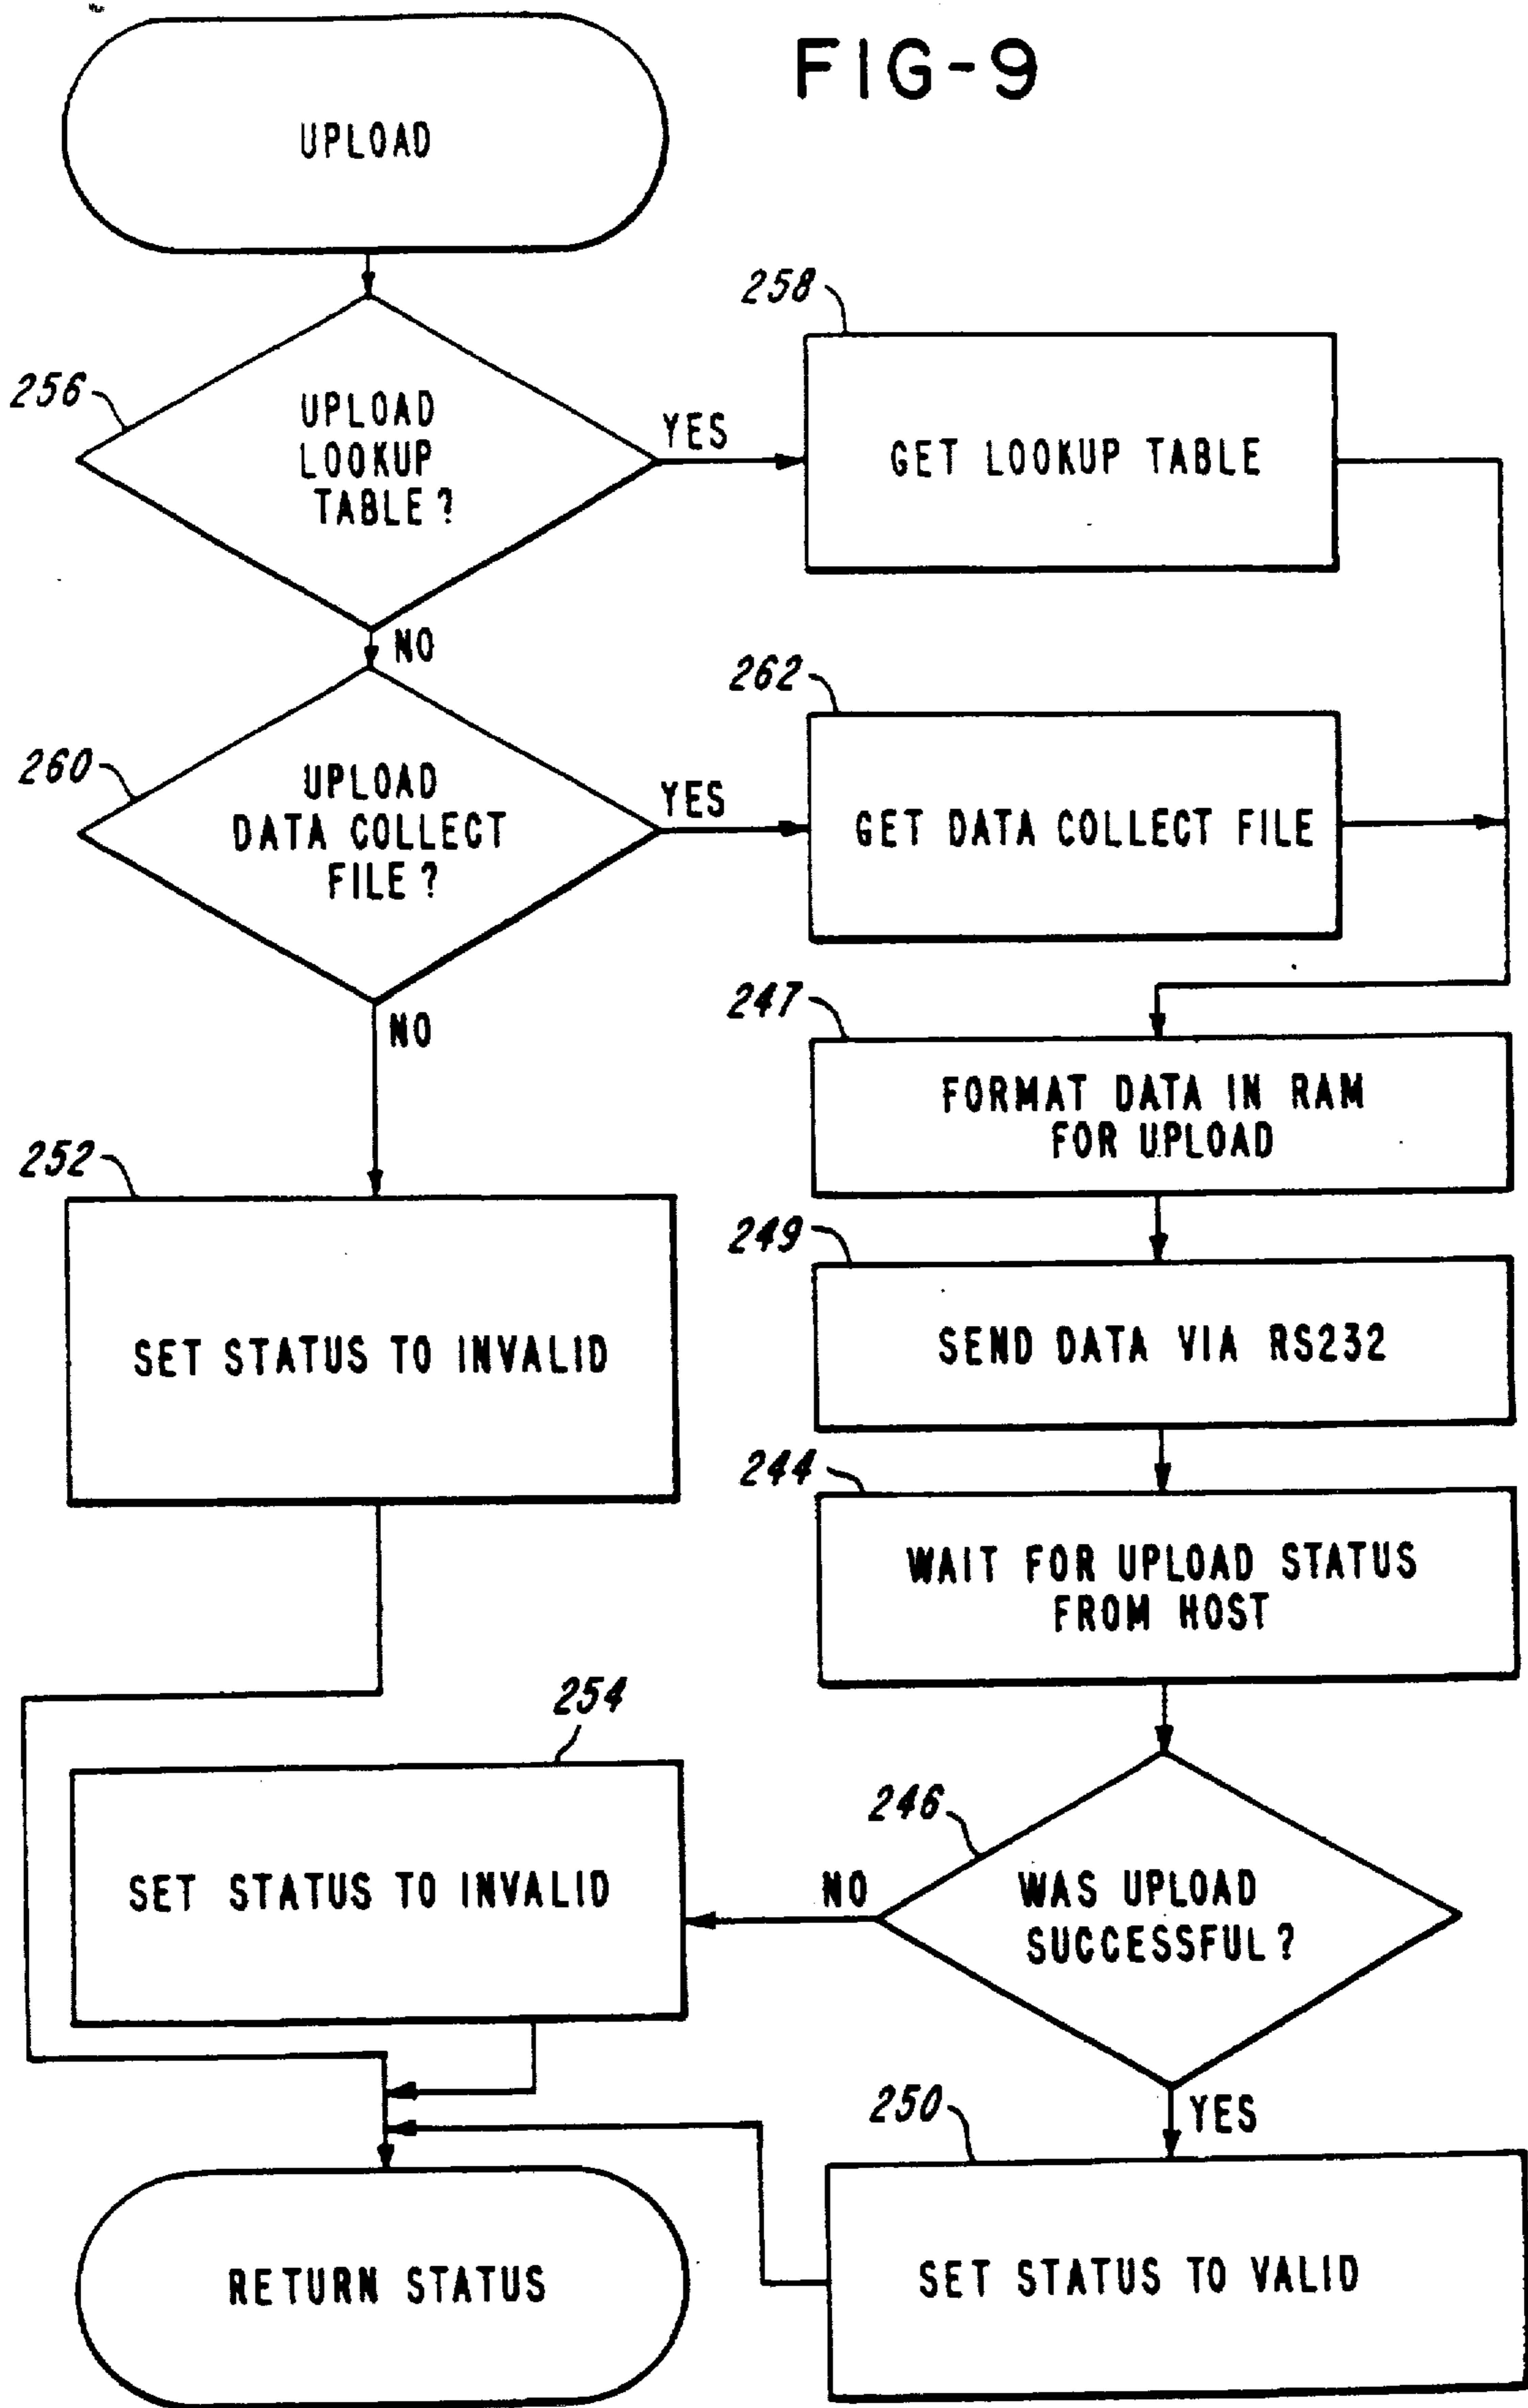 FIG-9
UPLOAD
256
UPLOAD
LOOKUP
TABLE?
YES
258
GET LOOKUP TABLE
NO
260
UPLOAD
DATA COLLECT
FILE?
YES
262
GET DATA COLLECT FILE
NO
247
FORMAT DATA IN RAM
FOR UPLOAD
252
SET STATUS TO INVALID
249
SEND DATA VIA RS232
244
WAIT FOR UPLOAD STATUS
FROM HOST
254
SET STATUS TO INVALID
246
NO
WAS UPLOAD
SUCCESSFUL?
YES
250
SET STATUS TO VALID
RETURN STATUS